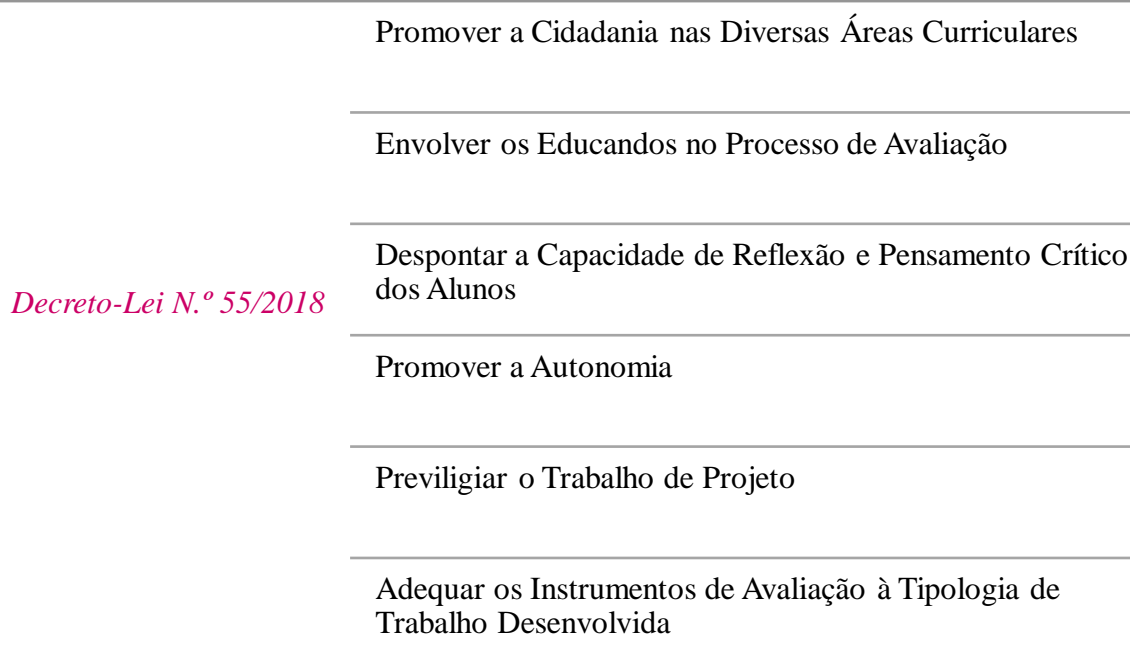 Promover a Cidadania nas Diversas Áreas Curriculares
Envolver os Educandos no Processo de Avaliação
Despontar a Capacidade de Reflexão e Pensamento Crítico
dos Alunos
Decreto-Lei N.º 55/2018
Promover a Autonomia
Previligiar o Trabalho de Projeto
Adequar os Instrumentos de Avaliação à Tipologia de
Trabalho Desenvolvida